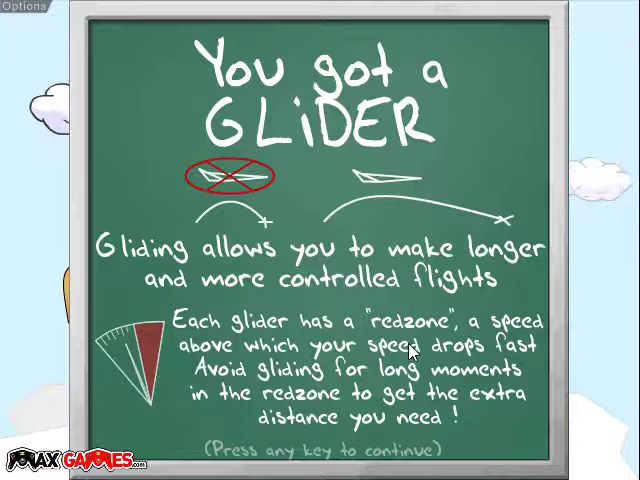 Options
You got a
GLiDER
Gliding allows you to make longer
and more controlled flights
Each glider has a "redzone", a speed
above which your speed drops fast
Avoid gliding for long moments
in the redzone to get the extra
distance you need !
(Press any key to continue)
MAX GAMES.com